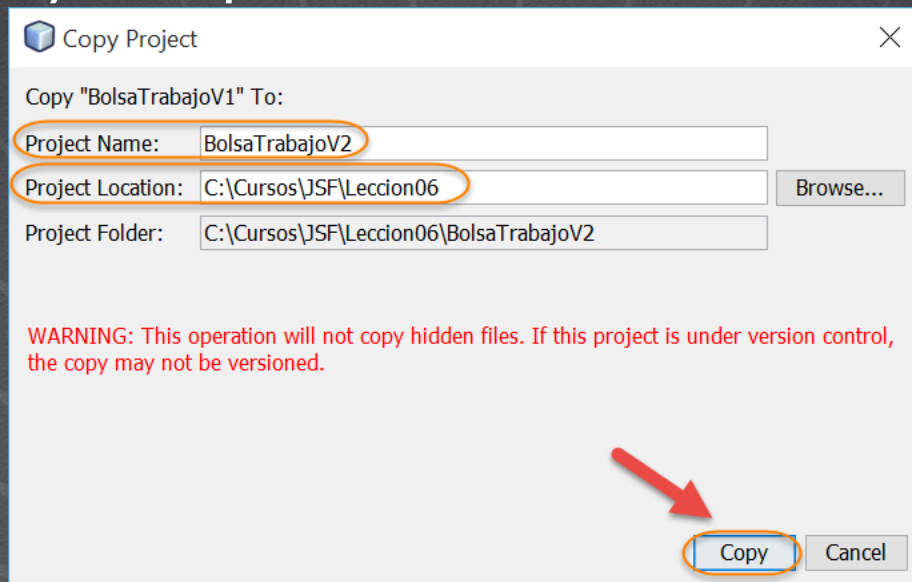 Copy Project
Copy "BolsaTrabajoV1" To:
Project Name: BolsaTrabajoV2
Project Location: C:\Cursos\JSF\Leccion06 Browse...
Project Folder: C:\Cursos\JSF\Leccion06\BolsaTrabajoV2
WARNING: This operation will not copy hidden files. If this project is under version control,
the copy may not be versioned.
Copy Cancel